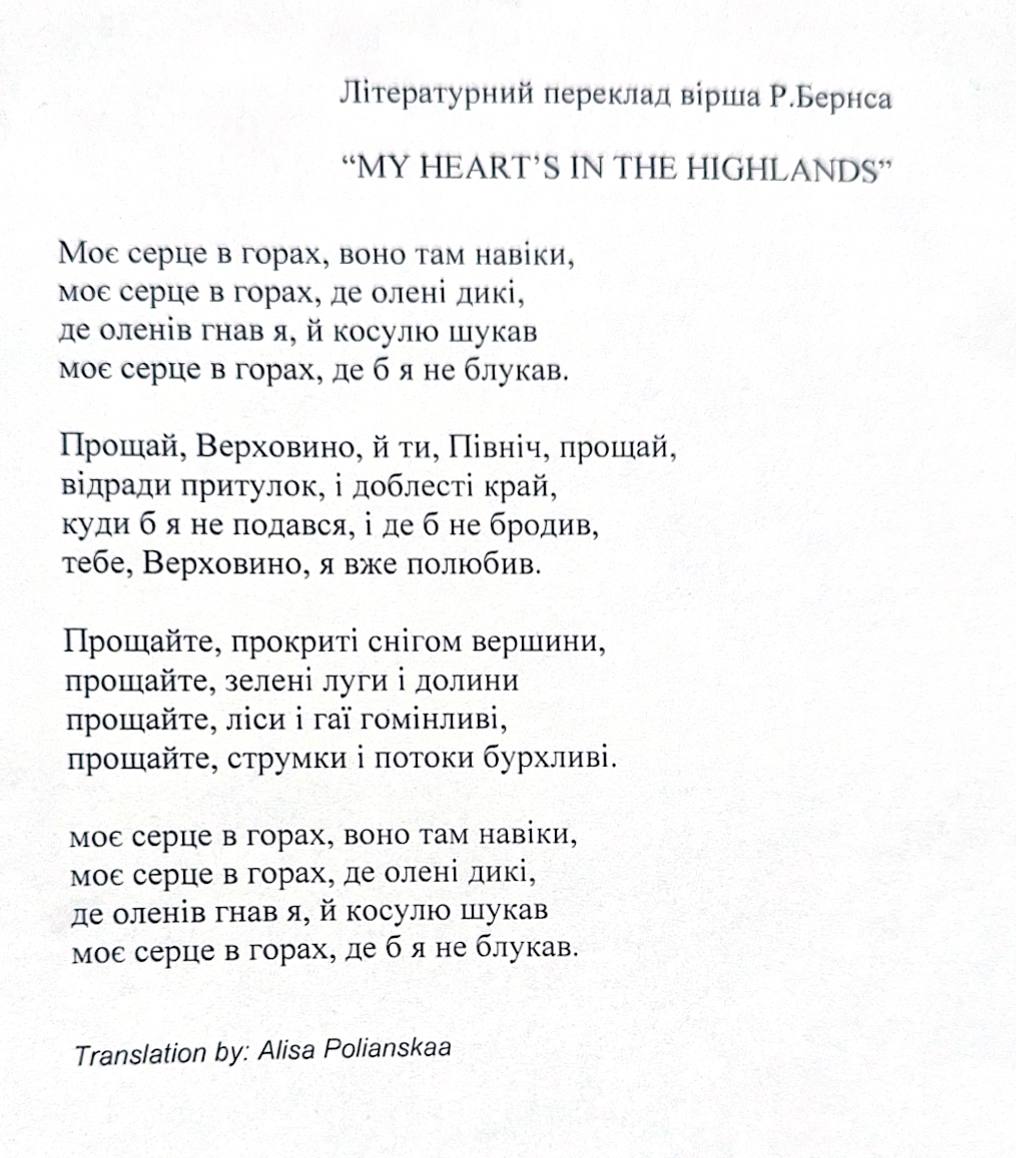 Літературний переклад вірша Р.Бернса
“MY HEART’S IN THE HIGHLANDS”
Моє серце в горах, воно там навіки,
моє серце в горах, де олені дикі,
де оленів гнав я, й косулю шукав
моє серце в горах, де б я не блукав.
Прощай, Верховино, й ти, Північ, прощай,
відради притулок, і доблесті край,
куди б я не подався, і де б не бродив,
тебе, Верховино, я вже полюбив.
Прощайте, прокриті снігом вершини,
прощайте, зелені луги і долини
прощайте, ліси і гаї гомінливі,
прощайте, струмки і потоки бурхливі.
моє серце в горах, воно там навіки,
моє серце в горах, де олені дикі,
де оленів гнав я, й косулю шукав
моє серце в горах, де б я не блукав.
Translation by: Alisa Polianskaa